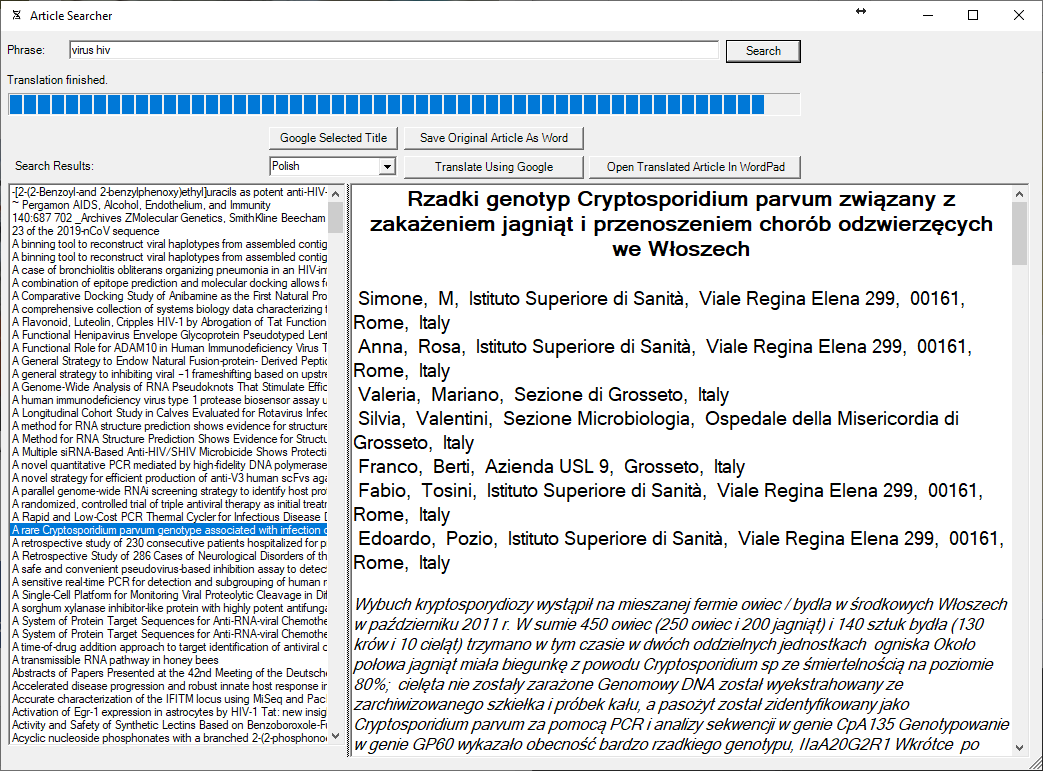 Article Searcher
Phrase:
virus hiv
Search
Translation finished.
Google Selected Title
Save Original Article As Word
Search Results:
Polish
Translate Using Google
Open Translated Article In WordPad
-[2-(2-Benzoyl-and 2-benzylphenoxy)ethyl]uracils as potent anti-HIV-
~ Pergamon AIDS, Alcohol, Endothelium, and Immunity
140:687 702 _Archives ZMolecular Genetics, SmithKline Beecham
23 of the 2019-nCoV sequence
A binning tool to reconstruct viral haplotypes from assembled contig
A binning tool to reconstruct viral haplotypes from assembled contig
A case of bronchiolitis obliterans organizing pneumonia in an HIV-in
A combination of epitope prediction and molecular docking allows f
A Comparative Docking Study of Anibamine as the First Natural Pro
A comprehensive collection of systems biology data characterizing t
A Flavonoid, Luteolin, Cripples HIV-1 by Abrogation of Tat Function
A Functional Henipavirus Envelope Glycoprotein Pseudotyped Lent
A Functional Role for ADAM10 in Human Immunodeficiency Virus T
A General Strategy to Endow Natural Fusion-protein-Derived Peptic
A general strategy to inhibiting viral −1 frameshifting based on upstre
A Genome-Wide Analysis of RNA Pseudoknots That Stimulate Effic
A human immunodeficiency virus type 1 protease biosensor assay u
A Longitudinal Cohort Study in Calves Evaluated for Rotavirus Infec
A method for RNA structure prediction shows evidence for structure
A Method for RNA Structure Prediction Shows Evidence for Structu
A Multiple siRNA-Based Anti-HIV/SHIV Microbicide Shows Protecti
A novel quantitative PCR mediated by high-fidelity DNA polymerase
A novel strategy for efficient production of anti-V3 human scFvs aga
A parallel genome-wide RNAi screening strategy to identify host pro
A randomized, controlled trial of triple antiviral therapy as initial treatr
A Rapid and Low-Cost PCR Thermal Cycler for Infectious Disease D
A rare Cryptosporidium parvum genotype associated with infection o
A retrospective study of 230 consecutive patients hospitalized for p
A Retrospective Study of 286 Cases of Neurological Disorders of th
A safe and convenient pseudovirus-based inhibition assay to detec
A sensitive real-time PCR for detection and subgrouping of human r
A Single-Cell Platform for Monitoring Viral Proteolytic Cleavage in Dif
A sorghum xylanase inhibitor-like protein with highly potent antifunga
A System of Protein Target Sequences for Anti-RNA-viral Chemothe
A System of Protein Target Sequences for Anti-RNA-viral Chemothe
A time-of-drug addition approach to target identification of antiviral c
A transmissible RNA pathway in honey bees
Abstracts of Papers Presented at the 42nd Meeting of the Deutsche
Accelerated disease progression and robust innate host response in
Accurate characterization of the IFITM locus using MiSeq and Pac
Activation of Egr-1 expression in astrocytes by HIV-1 Tat: new insig
Activity and Safety of Synthetic Lectins Based on Benzoboroxole-Fu
Acyclic nucleoside phosphonates with a branched 2-(2-phosphono
Rzadki genotyp Cryptosporidium parvum związany z
zakażeniem jagniąt i przenoszeniem chorób odzwierzęcych
we Włoszech
Simone, M, Istituto Superiore di Sanità, Viale Regina Elena 299, 00161,
Rome, Italy
Anna, Rosa, Istituto Superiore di Sanità, Viale Regina Elena 299, 00161,
Rome, Italy
Valeria, Mariano, Sezione di Grosseto, Italy
Silvia, Valentini, Sezione Microbiologia, Ospedale della Misericordia di
Grosseto, Italy
Franco, Berti, Azienda USL 9, Grosseto, Italy
Fabio, Tosini, Istituto Superiore di Sanità, Viale Regina Elena 299, 00161,
Rome, Italy
Edoardo, Pozio, Istituto Superiore di Sanità, Viale Regina Elena 299, 00161,
Rome, Italy
Wybuch kryptosporydiozy wystąpił na mieszanej fermie owiec / bydła w środkowych Włoszech
w październiku 2011 r. W sumie 450 owiec (250 owiec i 200 jagniąt) i 140 sztuk bydła (130
krów i 10 cieląt) trzymano w tym czasie w dwóch oddzielnych jednostkach ogniska Około
połowa jagniąt miała biegunkę z powodu Cryptosporidium sp ze śmiertelnością na poziomie
80%; cielęta nie zostały zarażone Genomowy DNA został wyekstrahowany ze
zarchiwizowanego szkiełka i próbek kału, a pasożyt został zidentyfikowany jako
Cryptosporidium parvum za pomocą PCR i analizy sekwencji w genie CpA135 Genotypowanie
w genie GP60 wykazało obecność bardzo rzadkiego genotypu, IIaA20G2R1 Wkrótce po